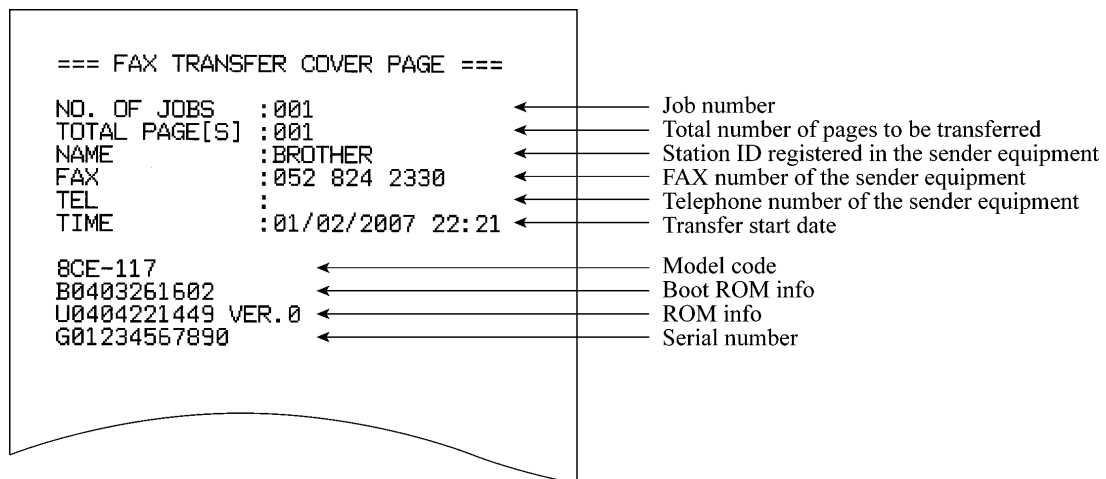 === FAX TRANSFER COVER PAGE ===
NO. OF JOBS :001 Job number
TOTAL PAGE[S] :001 Total number of pages to be transferred
NAME :BROTHER Station ID registered in the sender equipment
FAX :052 824 2330 FAX number of the sender equipment
TEL : Telephone number of the sender equipment
TIME :01/02/2007 22:21 Transfer start date
8CE-117 Model code
B0403261602 Boot ROM info
U0404221449 VER.0 ROM info
G01234567890 Serial number